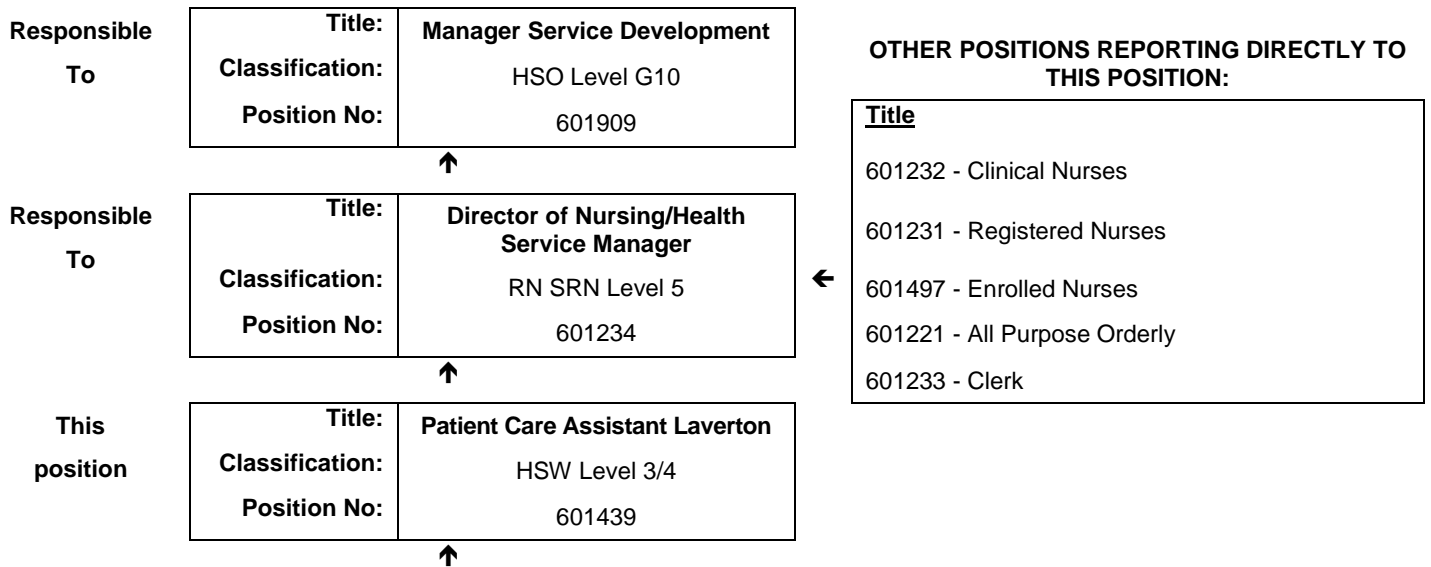 Responsible
To
Title:
Manager Service Development
Classification:
HSO Level G10
Position No:
601909
OTHER POSITIONS REPORTING DIRECTLY TO
THIS POSITION:
Title
601232 - Clinical Nurses
601231 - Registered Nurses
601497 - Enrolled Nurses
601221 - All Purpose Orderly
601233 - Clerk
Responsible
To
Title:
Director of Nursing/Health
Service Manager
Classification:
RN SRN Level 5
Position No:
601234
This
position
Title:
Patient Care Assistant Laverton
Classification:
HSW Level 3/4
Position No:
601439